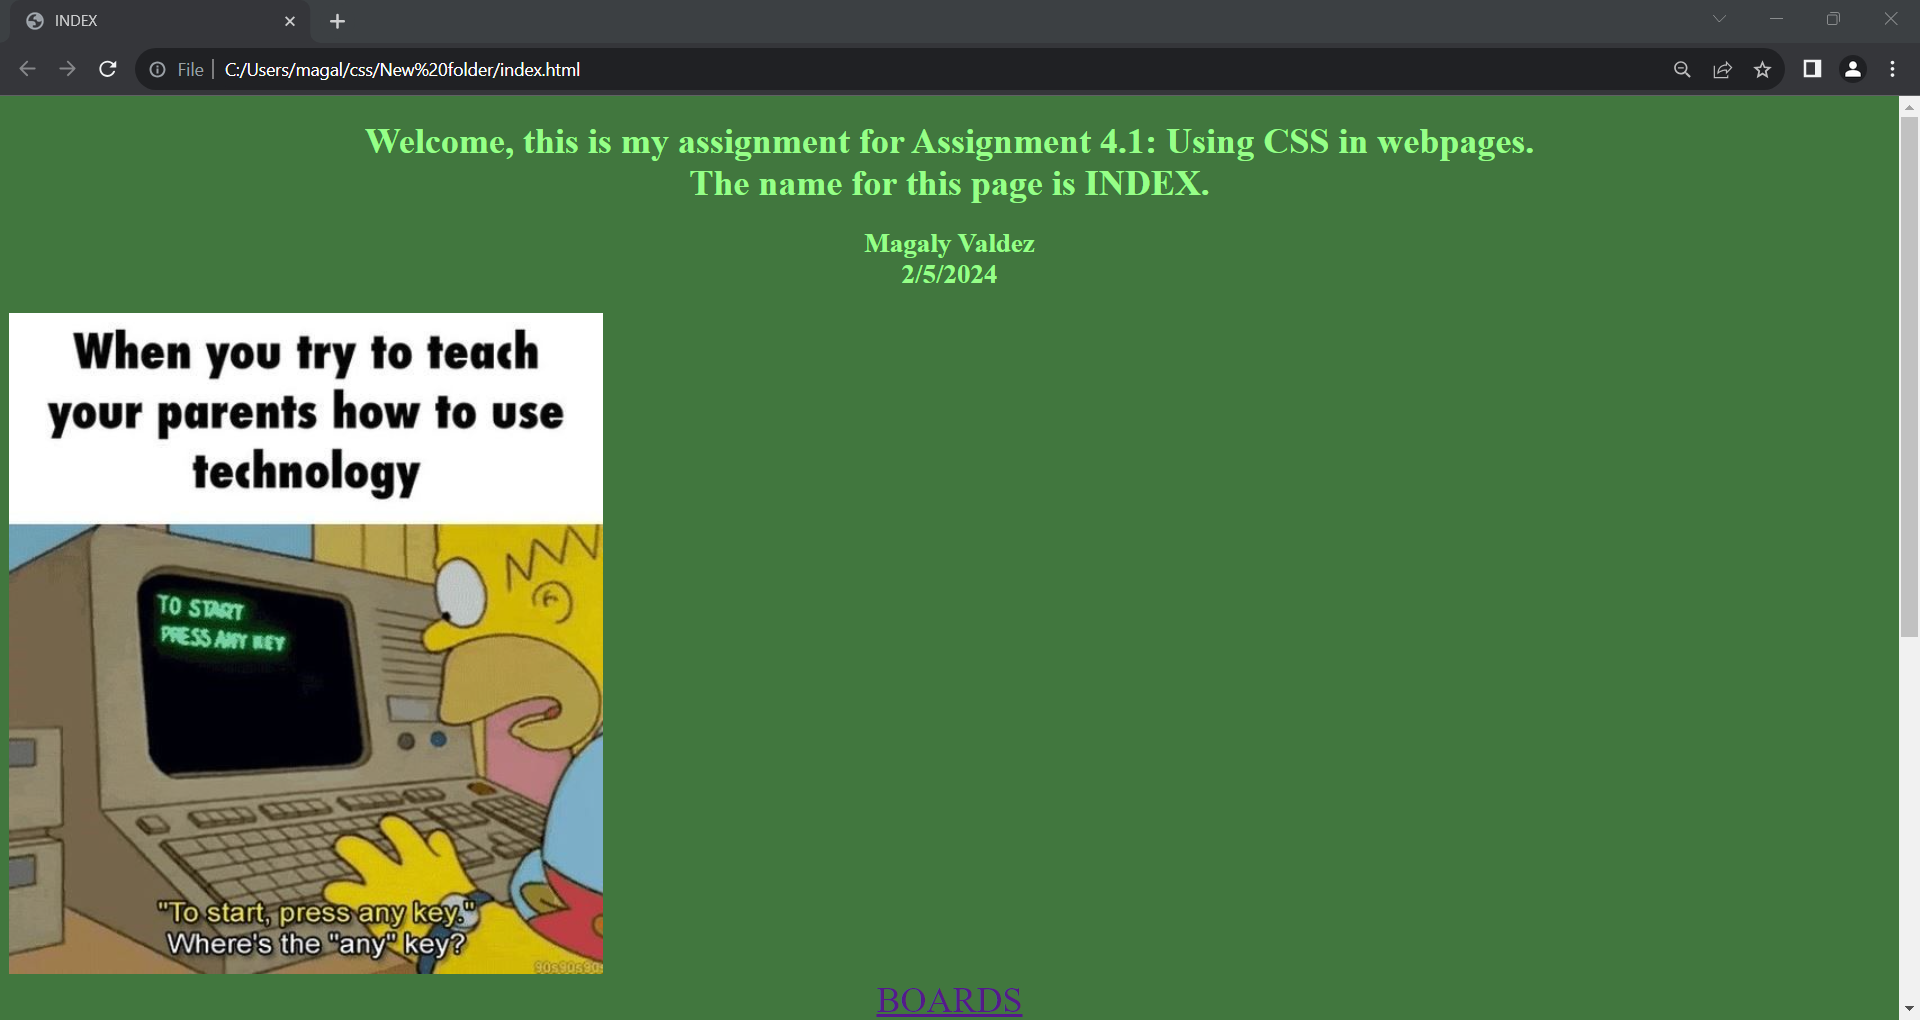 INDEX
File
C:/Users/magal/css/New%20folder/index.html
Welcome, this is my assignment for Assignment 4.1: Using CSS in webpages.
The name for this page is INDEX.
Magaly Valdez
2/5/2024
When you try to teach
your parents how to use
technology
TO START
PRESS ANY KEY
"To start, press any key."
Where's the "any" key?
90s90s90s
BOARDS